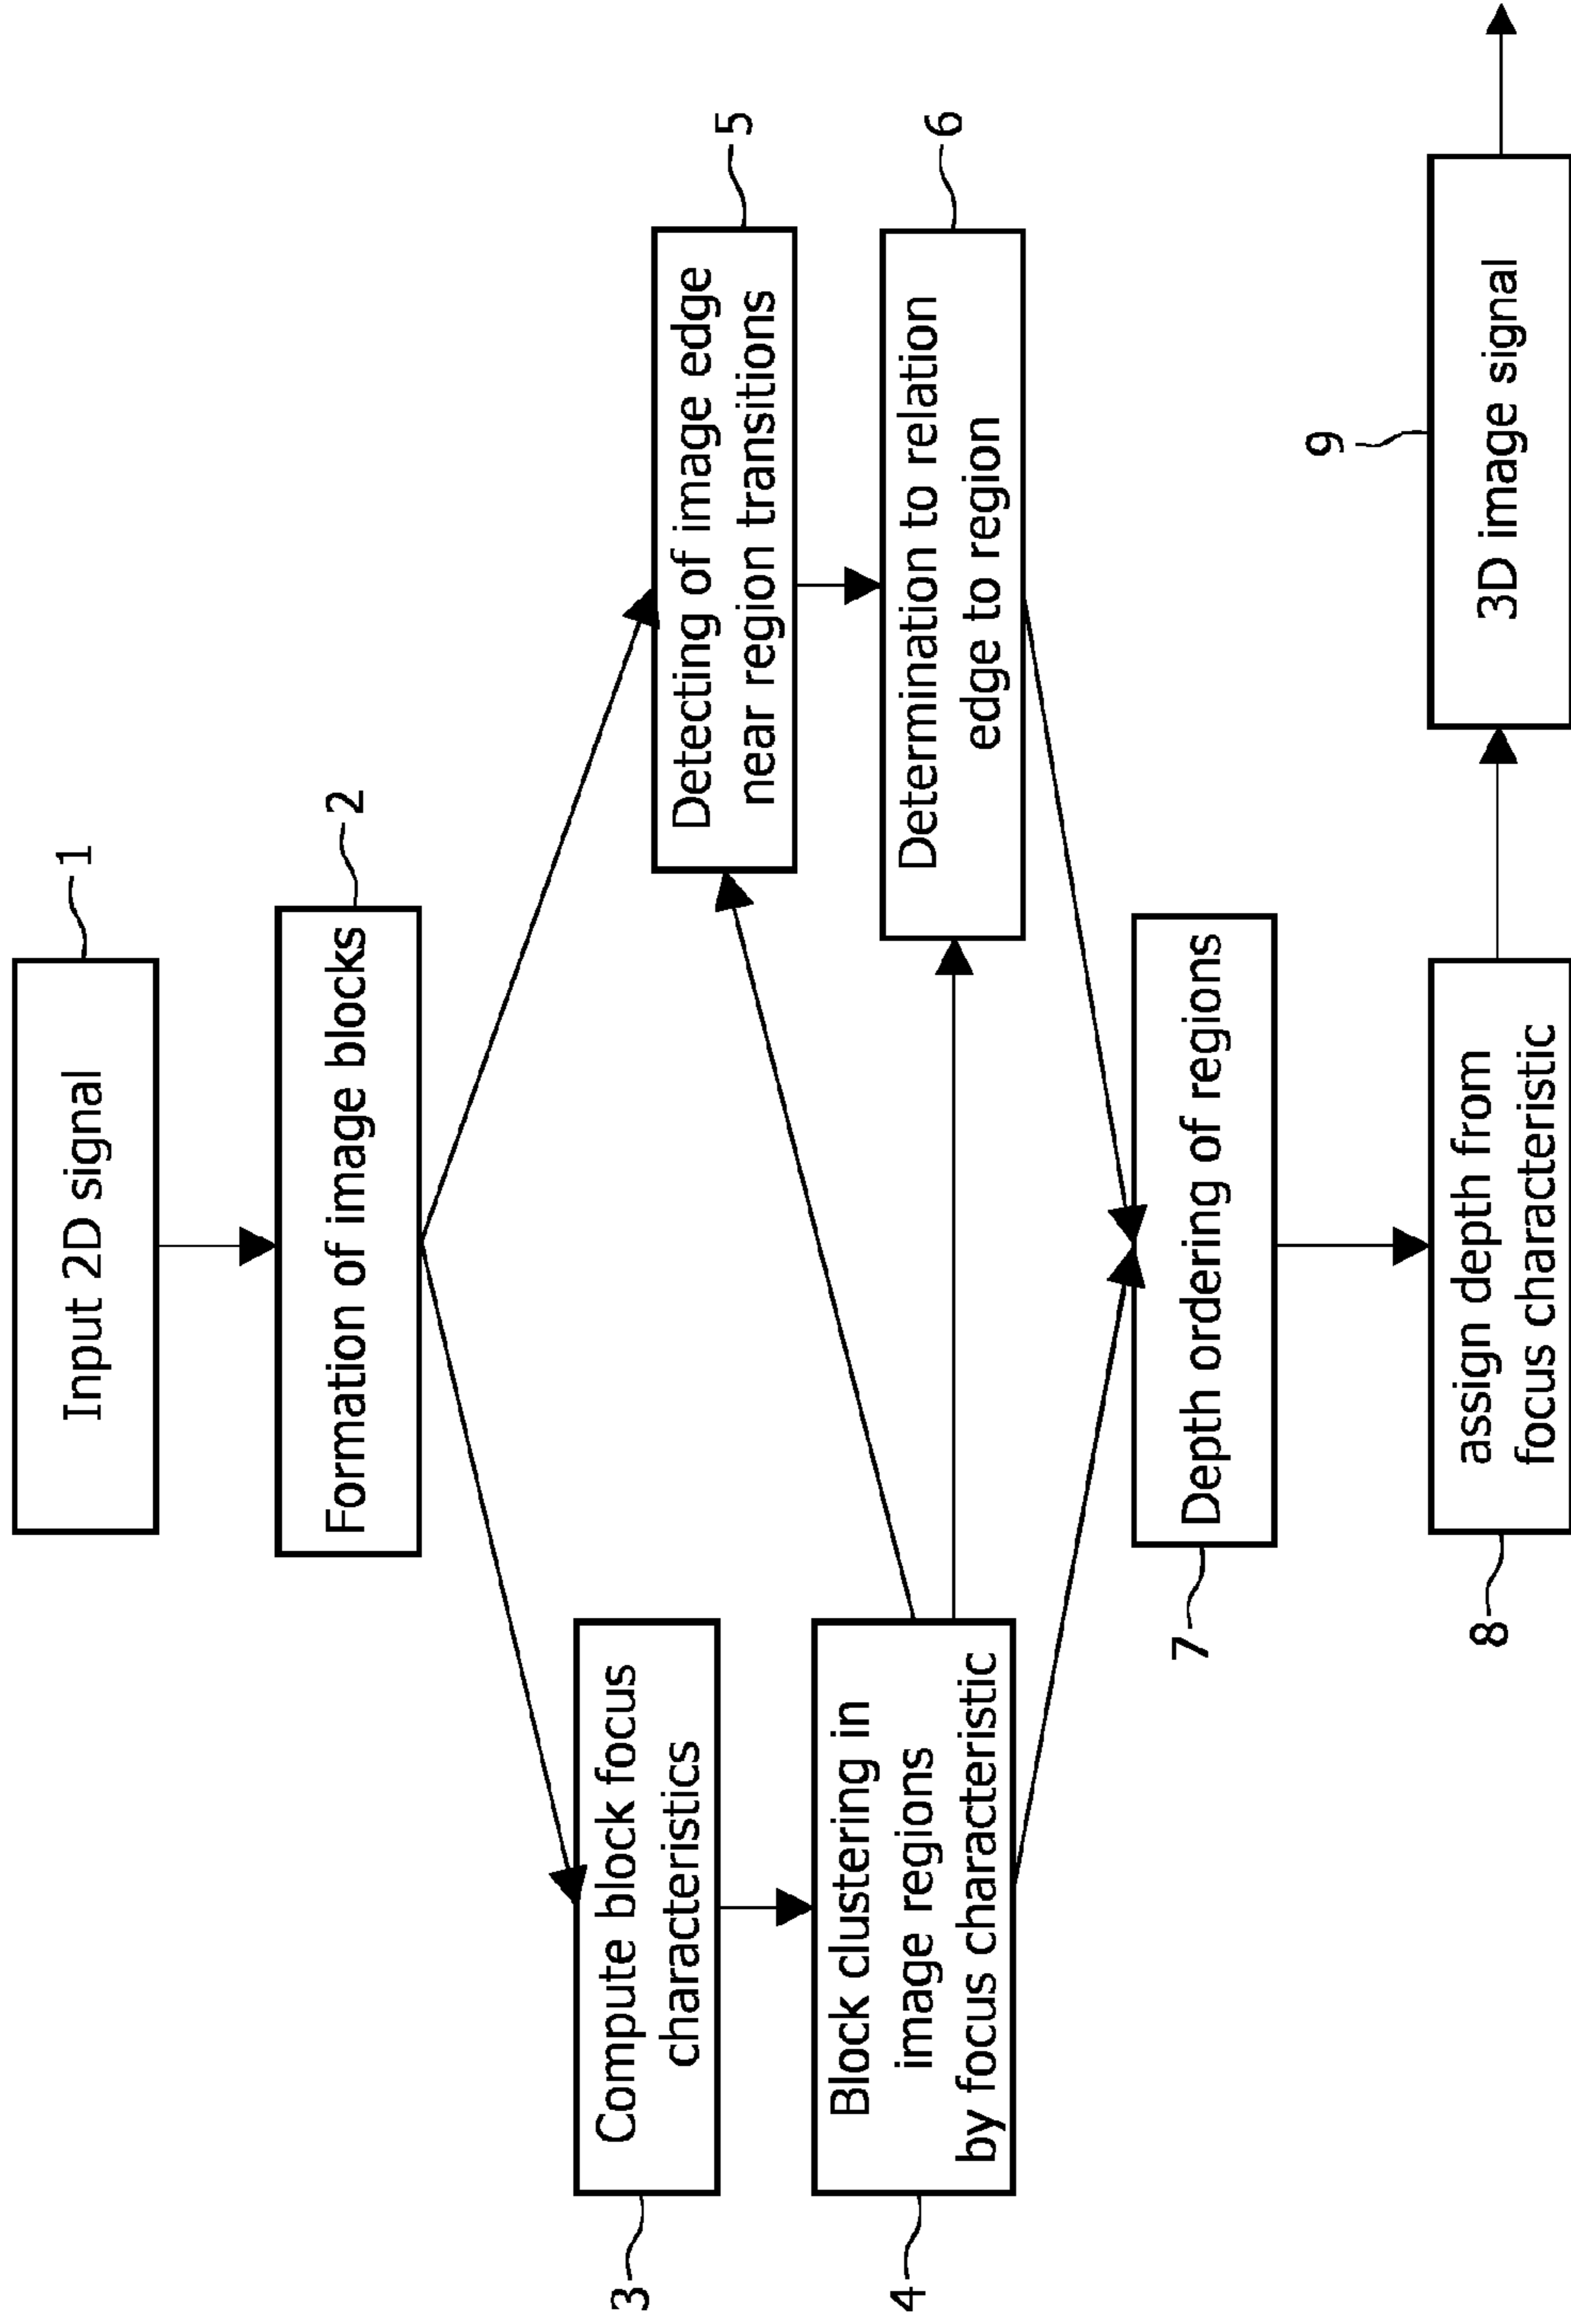 Input 2D signal
1
Formation of image blocks
2
Compute block focus
characteristics
3
Block clustering in
image regions
by focus characteristic
4
Detecting of image edge
near region transitions
5
Determination to relation
edge to region
6
Depth ordering of regions
7
assign depth from
focus characteristic
8
3D image signal
9